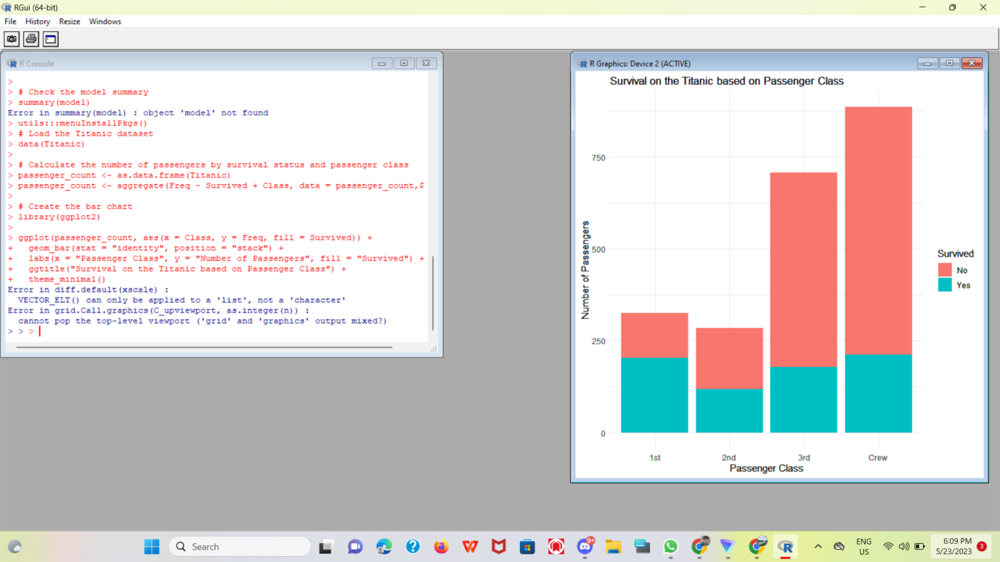 RGui (64-bit)
File History Resize Windows
R Console
>
> # Check the model summary
> summary(model)
Error in summary(model) : object 'model' not found
> utils:::menuInstallPkgs()
> # Load the Titanic dataset
> data(Titanic)
>
> # Calculate the number of passengers by survival status and passenger class
> passenger_count <- as.data.frame(Titanic)
> passenger_count <- aggregate(Freq ~ Survived + Class, data = passenger_count,$
>
> # Create the bar chart
> library(ggplot2)
>
> ggplot(passenger_count, aes(x = Class, y = Freq, fill = Survived)) +
+   geom_bar(stat = "identity", position = "stack") +
+   labs(x = "Passenger Class", y = "Number of Passengers", fill = "Survived") +
+   ggtitle("Survival on the Titanic based on Passenger Class") +
+   theme_minimal()
Error in diff.default(xscale) :
  VECTOR_ELT() can only be applied to a 'list', not a 'character'
Error in grid.Call.graphics(C_upviewport, as.integer(n)) :
  cannot pop the top-level viewport ('grid' and 'graphics' output mixed?)
> > >
R Graphics: Device 2 (ACTIVE)
Survival on the Titanic based on Passenger Class
Number of Passengers
750
500
250
0
1st 2nd 3rd Crew
Passenger Class
Survived
No
Yes
Search
9+
ENG
US
6:09 PM
5/23/2023
3